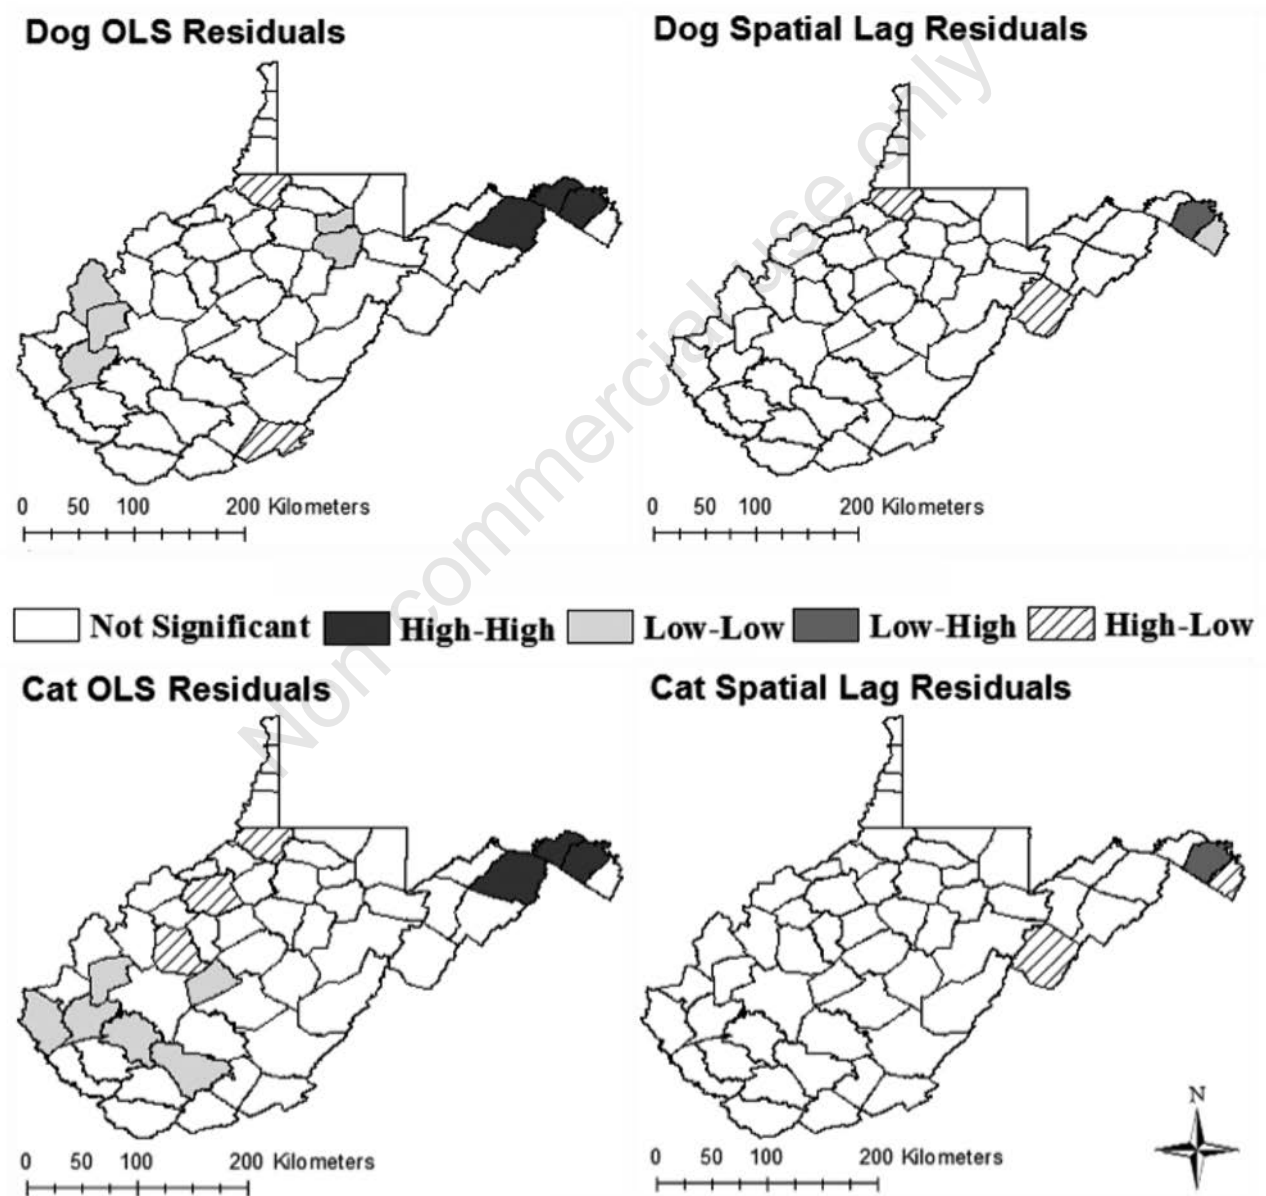 Dog OLS Residuals
Dog Spatial Lag Residuals
0 50 100 200 Kilometers
0 50 100 200 Kilometers
Not Significant High-High Low-Low Low-High High-Low
Cat OLS Residuals
Cat Spatial Lag Residuals
N
0 50 100 200 Kilometers
0 50 100 200 Kilometers
Non commercial use only